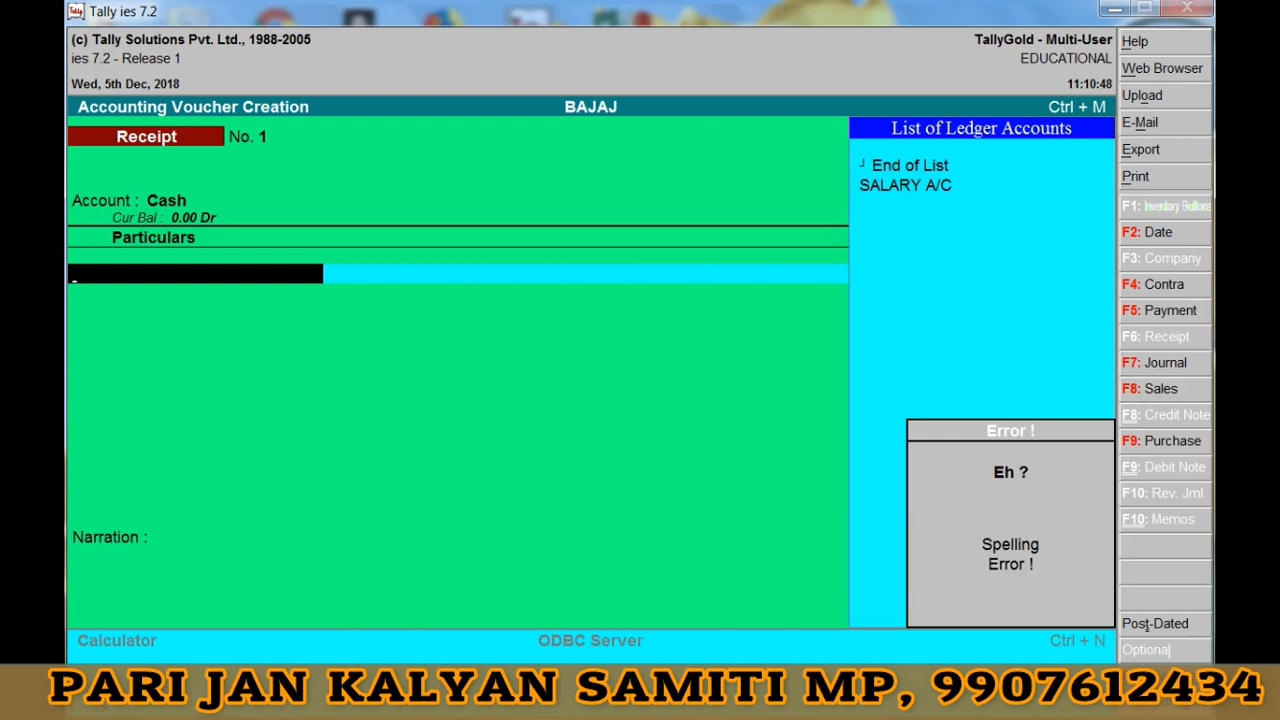 Tally ies 7.2
(c) Tally Solutions Pvt. Ltd., 1988-2005
TallyGold - Multi-User
ies 7.2 - Release 1
EDUCATIONAL
Wed, 5th Dec, 2018
11:10:48
Accounting Voucher Creation
BAJAJ
Ctrl + M
Receipt
No. 1
Account : Cash
Cur Bal : 0.00 Dr
Particulars
Narration :
List of Ledger Accounts
End of List
SALARY A/C
Error !
Eh ?
Spelling
Error !
Calculator
ODBC Server
Ctrl + N
Help
Web Browser
Upload
E-Mail
Export
Print
F1: Inventory Buttons
F2: Date
F3: Company
F4: Contra
F5: Payment
F6: Receipt
F7: Journal
F8: Sales
F8: Credit Note
F9: Purchase
F9: Debit Note
F10: Rev. Jrnl
F10: Memos
Post-Dated
Optional
PARI JAN KALYAN SAMITI MP, 9907612434